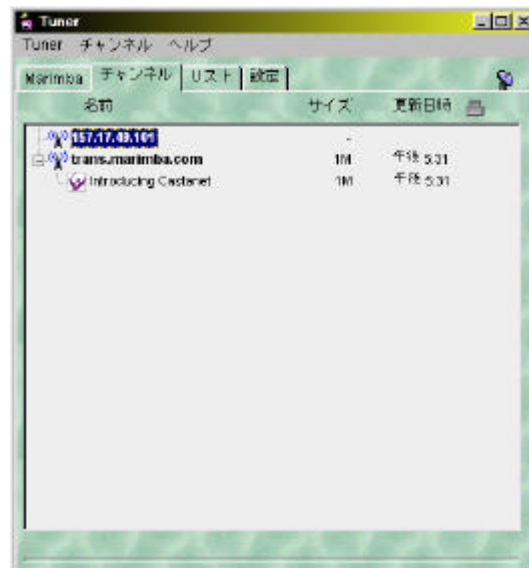 Tuner
Tuner チャンネル ヘルプ
Marimba チャンネル リスト 設定
名前 サイズ 更新日時
157.17.49.101 -
trans.marimba.com 1M 午後 5:31
Introducing Castanet 1M 午後 5:31